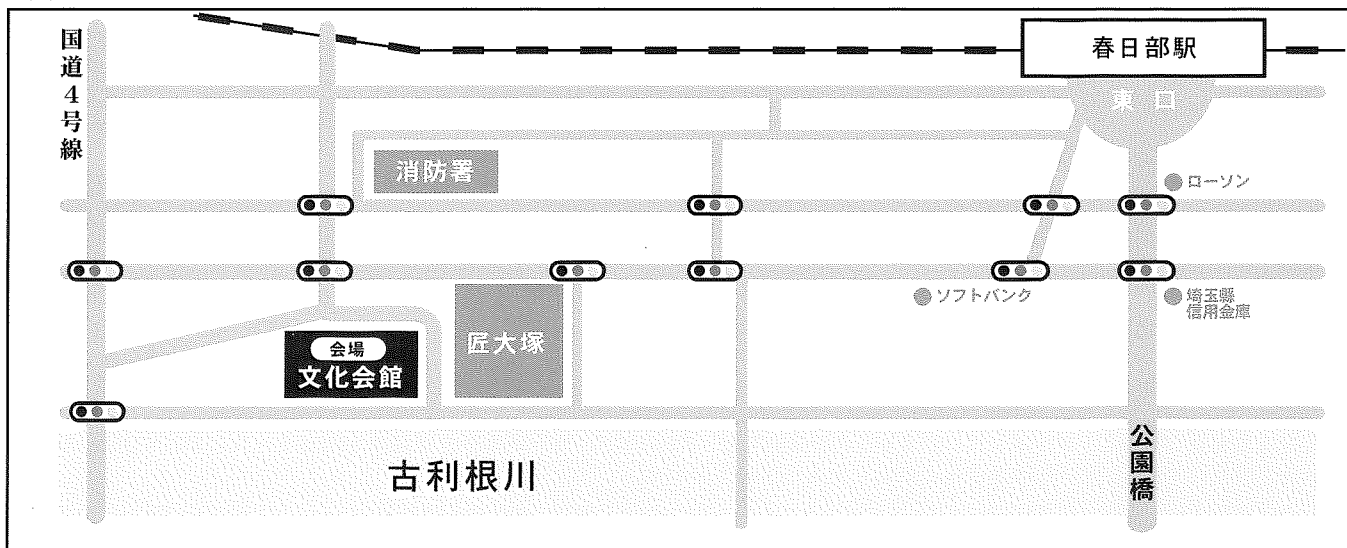 国道4号線
春日部駅
東口
消防署
ローソン
ソフトバンク
埼玉縣
信用金庫
会場
文化会館
匠大塚
公園橋
古利根川